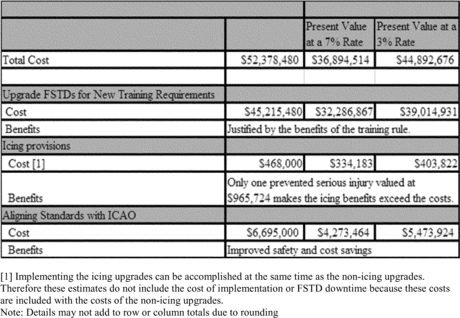 Present Value at a 7% Rate
Present Value at a 3% Rate
Total Cost $52,378,480 $36,894,514 $44,892,676
Upgrade FSTDs for New Training Requirements
Cost $45,215,480 $32,286,867 $39,014,931
Benefits Justified by the benefits of the training rule.
Icing provisions
Cost [1] $468,000 $334,183 $403,822
Benefits Only one prevented serious injury valued at
$965,724 makes the icing benefits exceed the costs.
Aligning Standards with ICAO
Cost $6,695,000 $4,273,464 $5,473,924
Benefits Improved safety and cost savings
[1] Implementing the icing upgrades can be accomplished at the same time as the non-icing upgrades.
Therefore these estimates do not include the cost of implementation or FSTD downtime because these costs
are included with the costs of the non-icing upgrades.
Note: Details may not add to row or column totals due to rounding